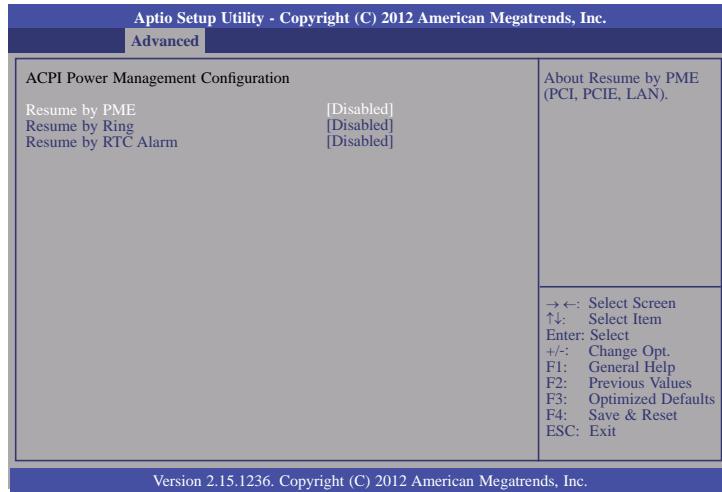 Aptio Setup Utility - Copyright (C) 2012 American Megatrends, Inc.
Advanced
ACPI Power Management Configuration
Resume by PME [Disabled]
Resume by Ring [Disabled]
Resume by RTC Alarm [Disabled]
About Resume by PME
(PCI, PCIE, LAN).
→ ←: Select Screen
↑↓: Select Item
Enter: Select
+/-: Change Opt.
F1: General Help
F2: Previous Values
F3: Optimized Defaults
F4: Save & Reset
ESC: Exit
Version 2.15.1236. Copyright (C) 2012 American Megatrends, Inc.